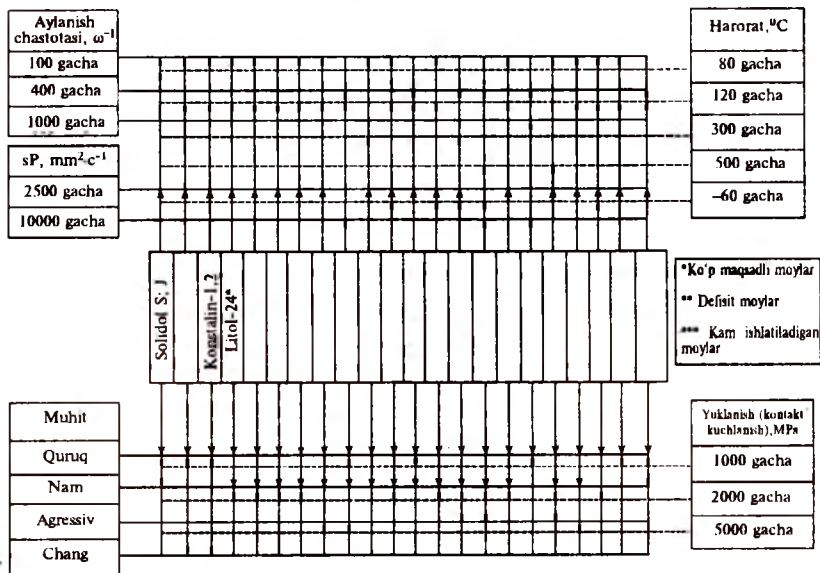 Aylanish
chastotasi, ω⁻¹
100 gacha
400 gacha
1000 gacha
sP, mm²·c⁻¹
2500 gacha
10000 gacha
Harorat,⁰C
80 gacha
120 gacha
300 gacha
500 gacha
–60 gacha
Solidol S; J
Konstalin-1,2
Litol-24*
*Ko'p maqsadli moylar
** Defisit moylar
*** Kam ishlatiladigan
moylar
Muhit
Quruq
Nam
Agressiv
Chang
Yuklanish (kontakt
kuchlanish),MPa
1000 gacha
2000 gacha
5000 gacha